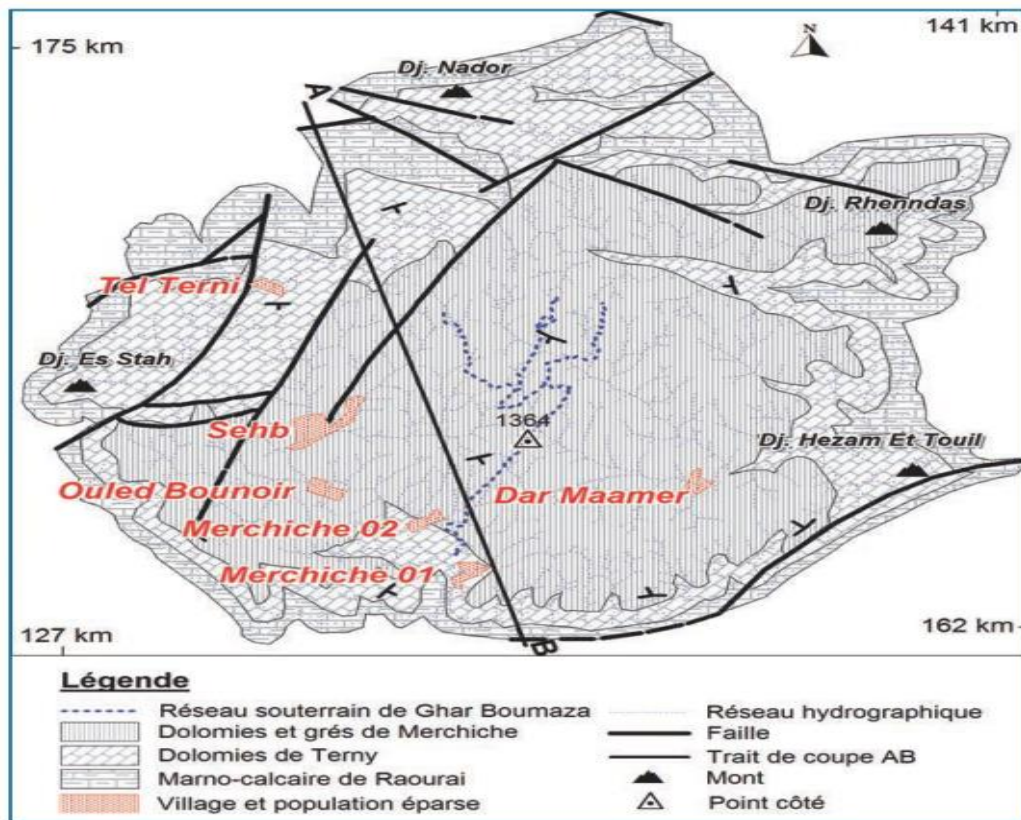 175 km
141 km
N
Dj. Nador
A
Dj. Rhenndas
Tel Terni
Dj. Es Stah
Sehb
1364
Dj. Hezam Et Touil
Ouled Bounoir
Dar Maamer
Merchiche 02
Merchiche 01
127 km
162 km
B
Légende
Réseau souterrain de Ghar Boumaza
Dolomies et grés de Merchiche
Dolomies de Terny
Marno-calcaire de Raourai
Village et population éparse
Réseau hydrographique
Faille
Trait de coupe AB
Mont
Point côté